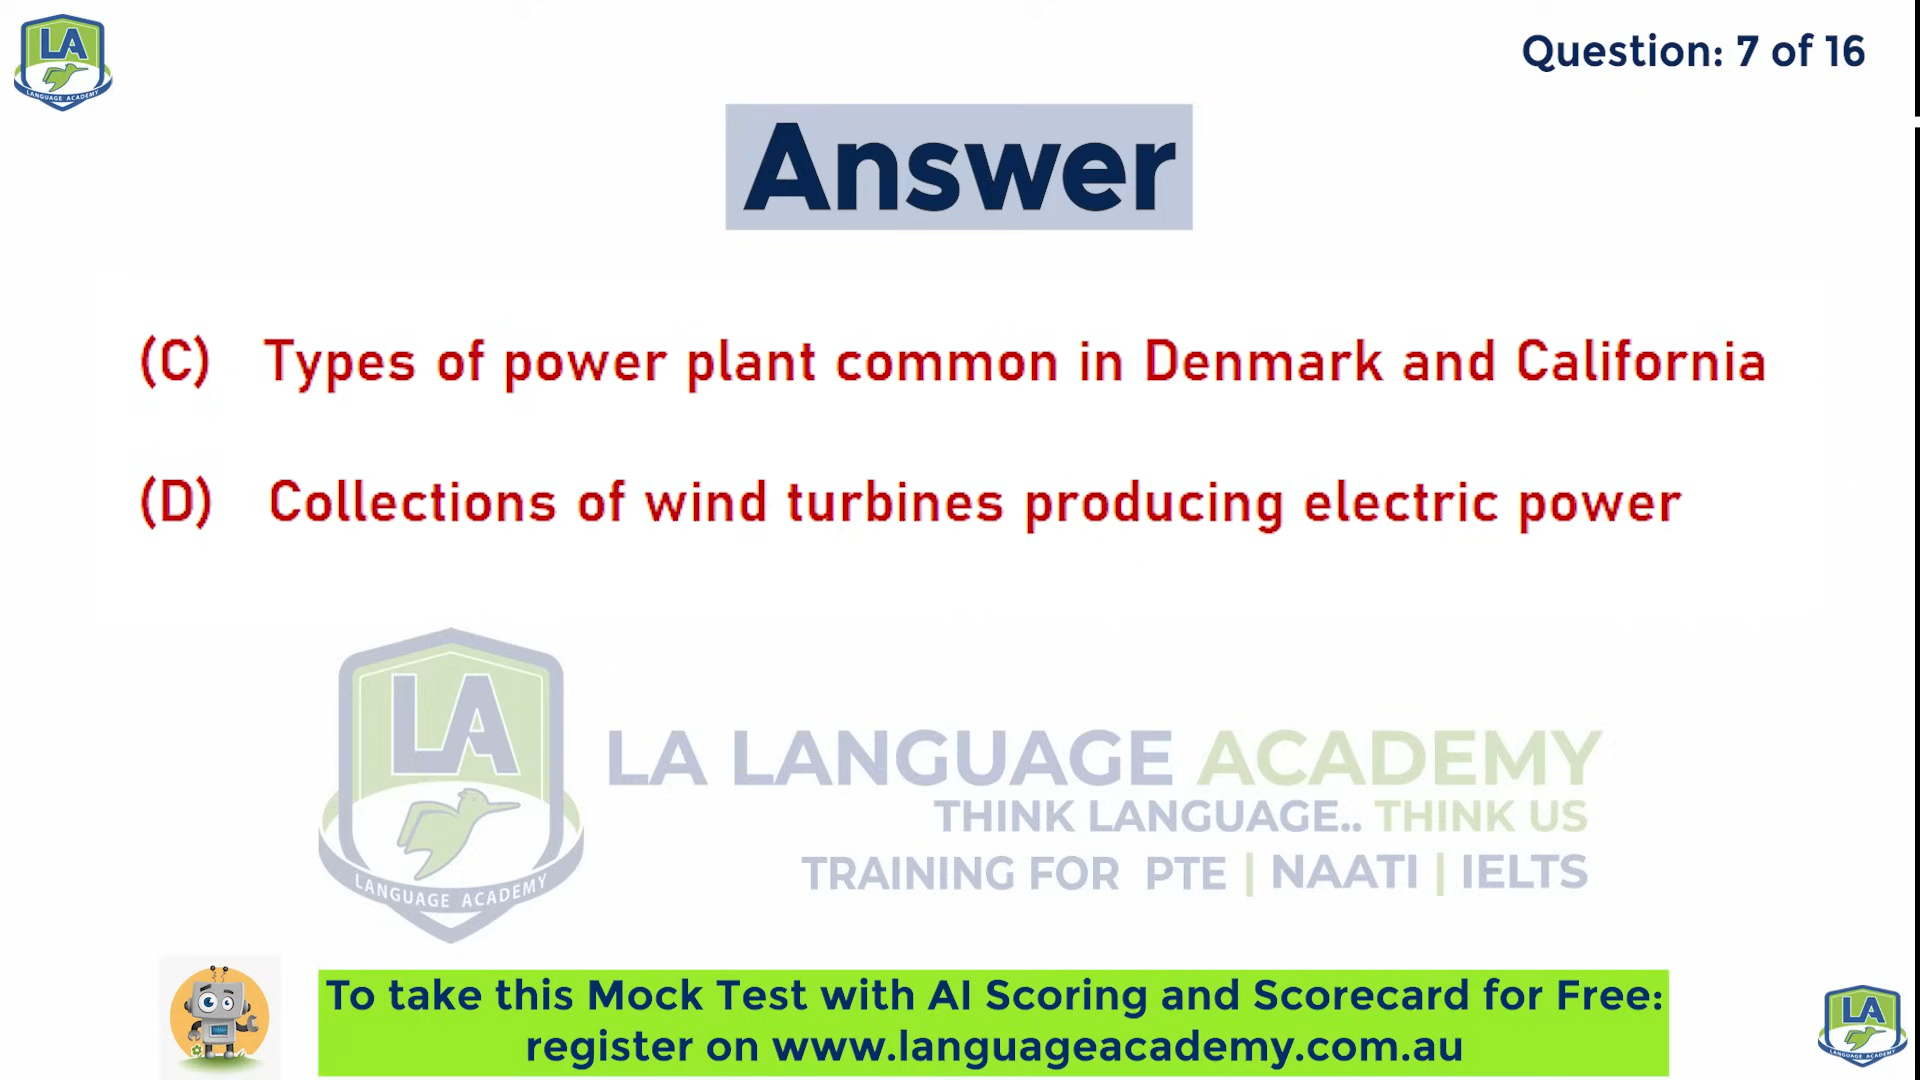 LA
LANGUAGE ACADEMY
Question: 7 of 16
Answer
(C) Types of power plant common in Denmark and California
(D) Collections of wind turbines producing electric power
LA
LANGUAGE ACADEMY
LA LANGUAGE ACADEMY
THINK LANGUAGE.. THINK US
TRAINING FOR PTE | NAATI | IELTS
To take this Mock Test with AI Scoring and Scorecard for Free:
register on www.languageacademy.com.au
LA
LANGUAGE ACADEMY